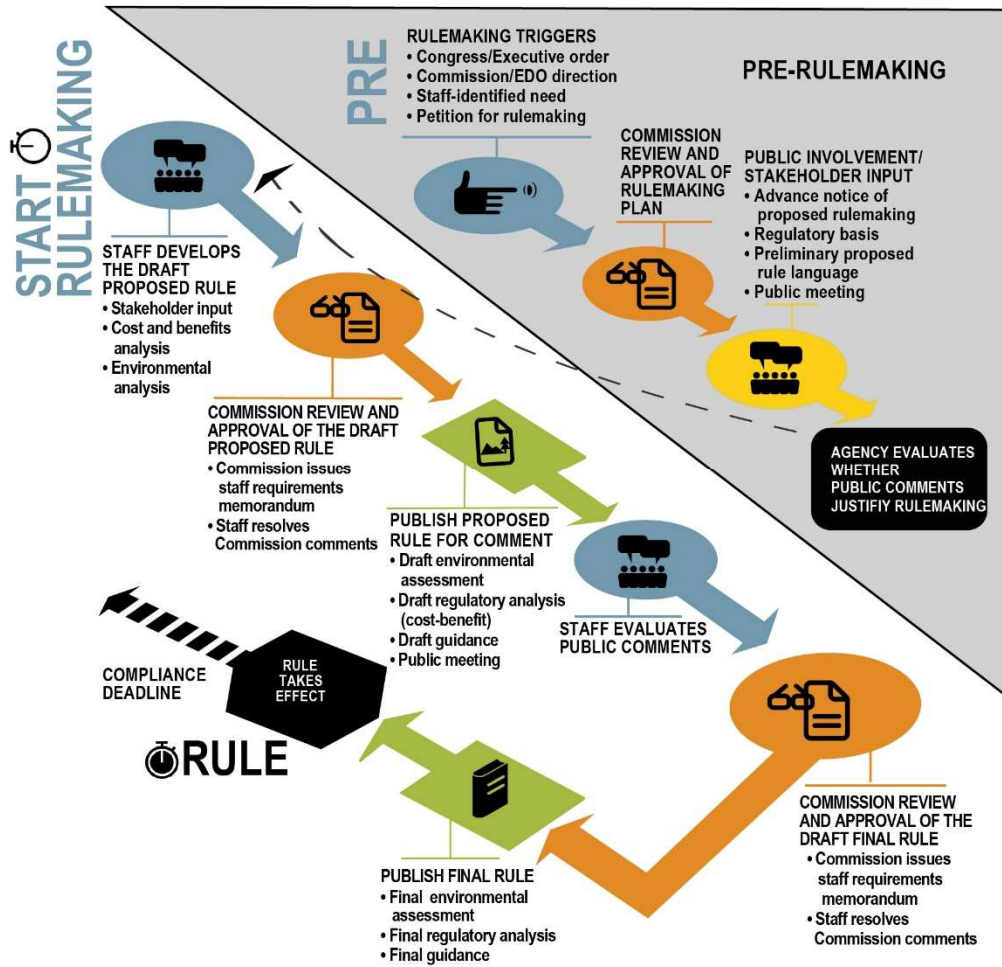 PRE
RULEMAKING TRIGGERS
• Congress/Executive order
• Commission/EDO direction
• Staff-identified need
• Petition for rulemaking
PRE-RULEMAKING
COMMISSION
REVIEW AND
APPROVAL OF
RULEMAKING
PLAN
PUBLIC INVOLVEMENT/
STAKEHOLDER INPUT
• Advance notice of
proposed rulemaking
• Regulatory basis
• Preliminary proposed
rule language
• Public meeting
AGENCY EVALUATES
WHETHER
PUBLIC COMMENTS
JUSTIFIY RULEMAKING
START
RULEMAKING
STAFF DEVELOPS
THE DRAFT
PROPOSED RULE
• Stakeholder input
• Cost and benefits
analysis
• Environmental
analysis
COMMISSION REVIEW AND
APPROVAL OF THE DRAFT
PROPOSED RULE
• Commission issues
staff requirements
memorandum
• Staff resolves
Commission comments
PUBLISH PROPOSED
RULE FOR COMMENT
• Draft environmental
assessment
• Draft regulatory analysis
(cost-benefit)
• Draft guidance
• Public meeting
STAFF EVALUATES
PUBLIC COMMENTS
COMMISSION REVIEW
AND APPROVAL OF THE
DRAFT FINAL RULE
• Commission issues
staff requirements
memorandum
• Staff resolves
Commission comments
PUBLISH FINAL RULE
• Final environmental
assessment
• Final regulatory analysis
• Final guidance
RULE
TAKES
EFFECT
RULE
COMPLIANCE
DEADLINE